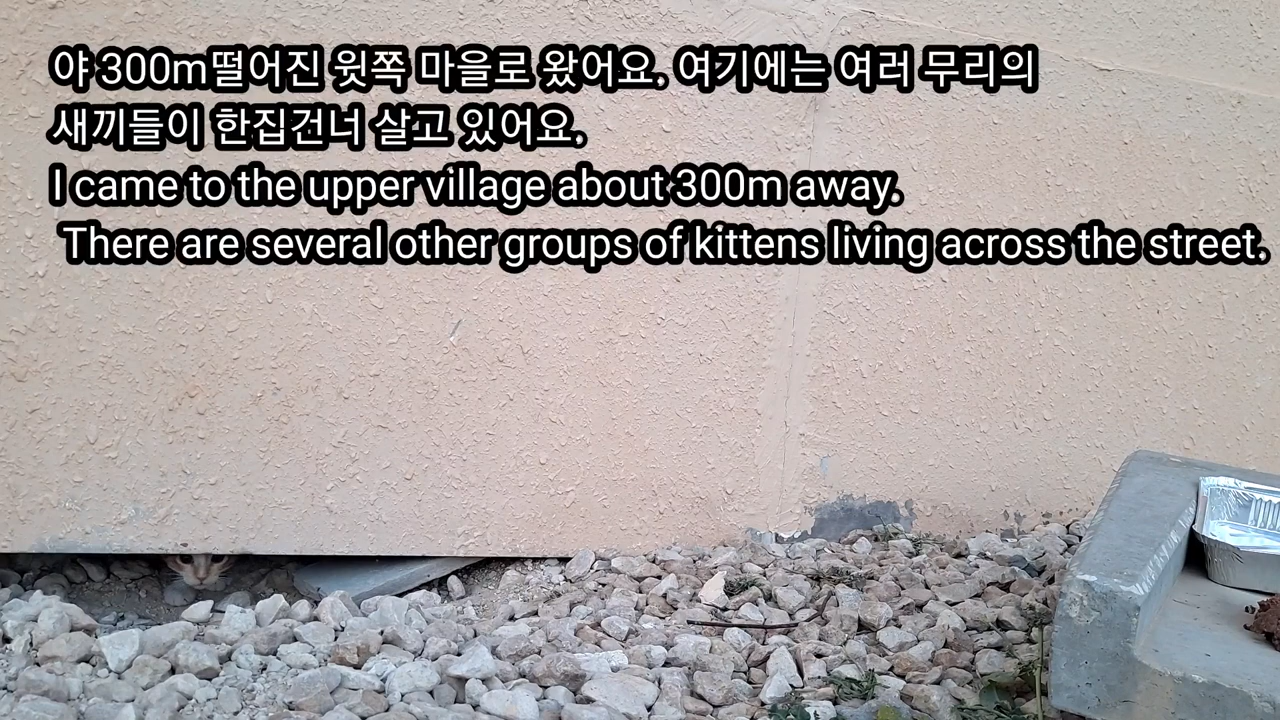 야 300m떨어진 윗쪽 마을로 왔어요. 여기에는 여러 무리의
새끼들이 한집건너 살고 있어요.
I came to the upper village about 300m away.
There are several other groups of kittens living across the street.